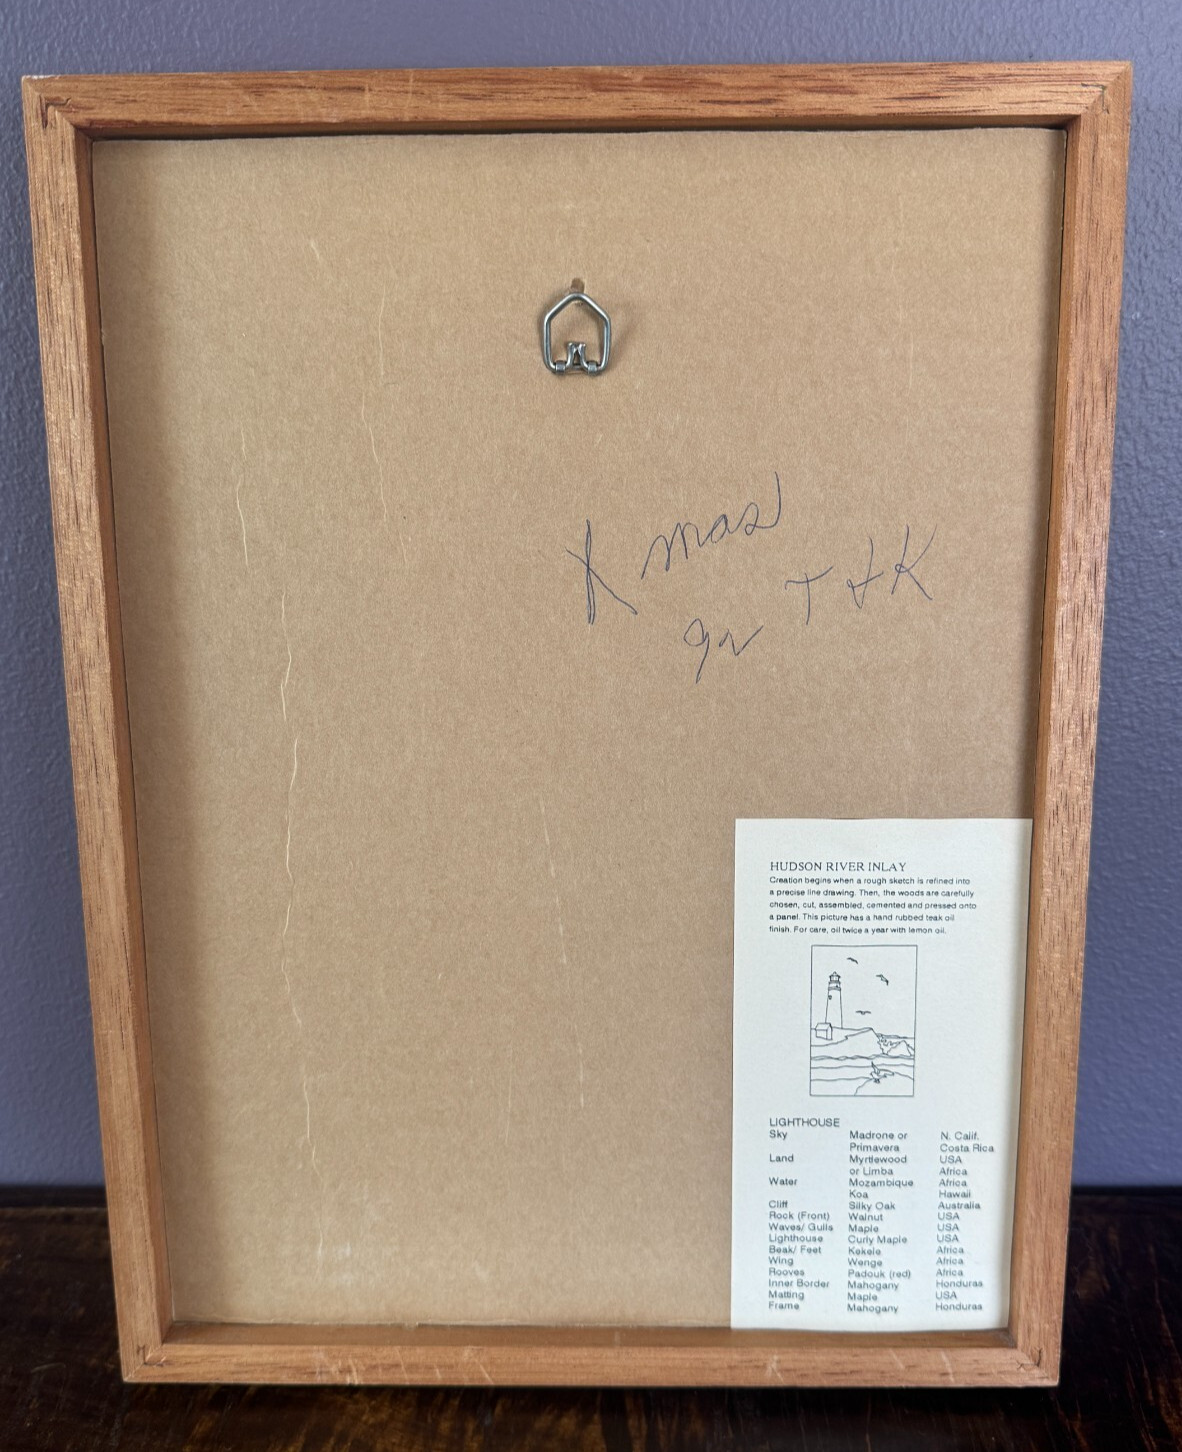 Xmas
T & K
92
HUDSON RIVER INLAY
Creation begins when a rough sketch is refined into
a precise line drawing. Then, the woods are carefully
chosen, cut, assembled, cemented and pressed onto
a panel. This picture has a hand rubbed teak oil
finish. For care, oil twice a year with lemon oil.
LIGHTHOUSE
Sky Madrone or N. Calif.
Primavera Costa Rica
Land Myrtlewood USA
or Limba Africa
Water Mozambique Africa
Koa Hawaii
Cliff Silky Oak Australia
Rock (Front) Walnut USA
Waves/ Gulls Maple USA
Lighthouse Curly Maple USA
Beak/ Feet Kekele Africa
Wing Wenge Africa
Rooves Padouk (red) Africa
Inner Border Mahogany Honduras
Matting Maple USA
Frame Mahogany Honduras